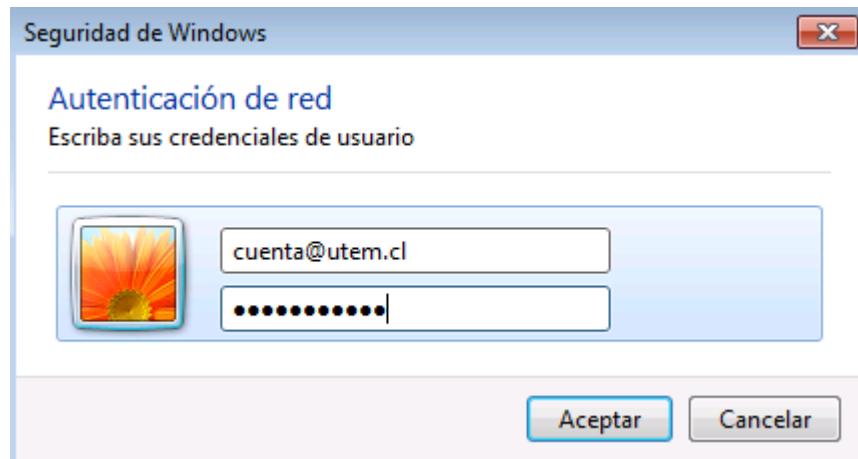 Seguridad de Windows
Autenticación de red
Escriba sus credenciales de usuario
cuenta@utem.cl
●●●●●●●●●●●
Aceptar
Cancelar